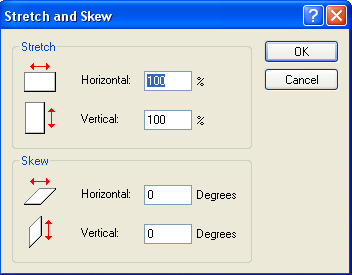 Stretch and Skew
Stretch
OK
Horizontal: 100 %
Cancel
Vertical: 100 %
Skew
Horizontal: 0 Degrees
Vertical: 0 Degrees